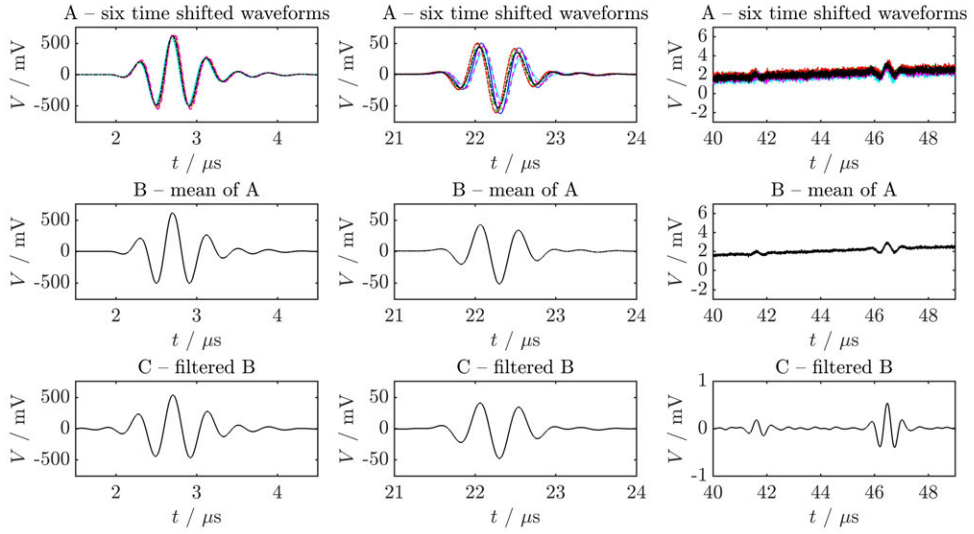 A – six time shifted waveforms
V / mV
500
0
-500
2 3 4
t / μs
A – six time shifted waveforms
V / mV
50
0
-50
21 22 23 24
t / μs
A – six time shifted waveforms
V / mV
6
4
2
0
-2
40 42 44 46 48
t / μs
B – mean of A
V / mV
500
0
-500
2 3 4
t / μs
B – mean of A
V / mV
50
0
-50
21 22 23 24
t / μs
B – mean of A
V / mV
6
4
2
0
-2
40 42 44 46 48
t / μs
C – filtered B
V / mV
500
0
-500
2 3 4
t / μs
C – filtered B
V / mV
50
0
-50
21 22 23 24
t / μs
C – filtered B
V / mV
1
0
-1
40 42 44 46 48
t / μs